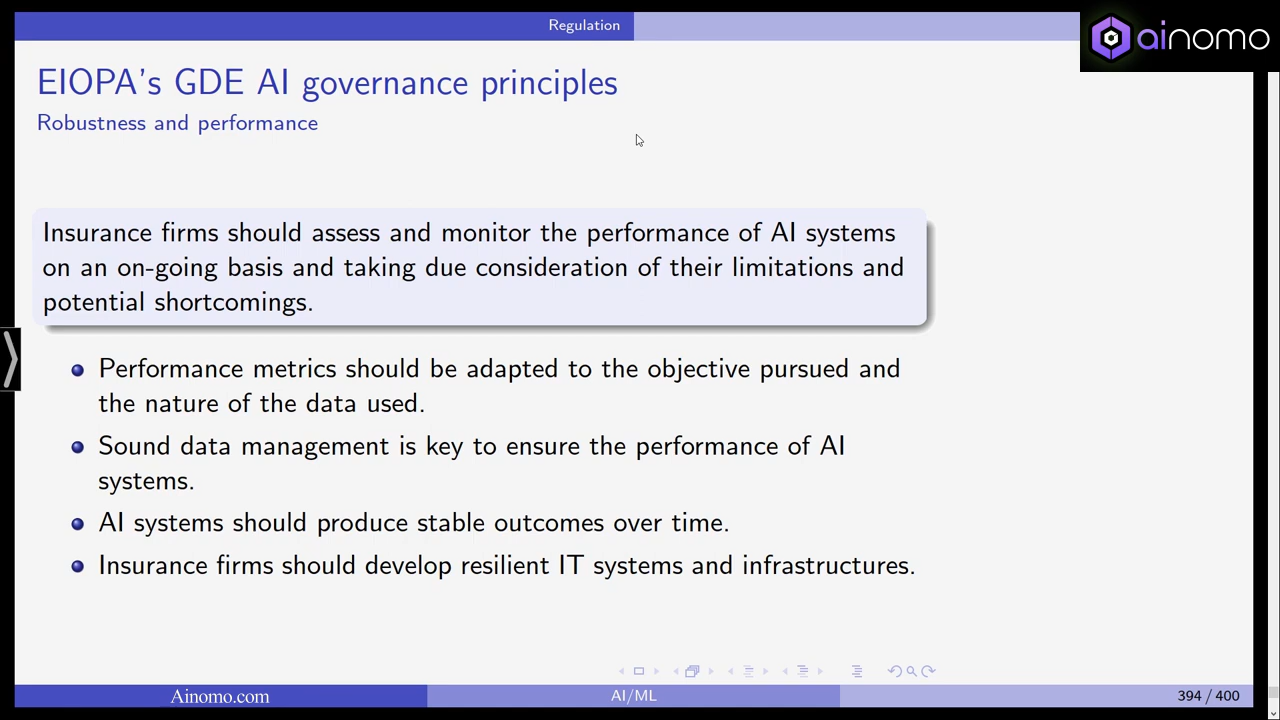 Regulation
ainomo
EIOPA's GDE AI governance principles
Robustness and performance
Insurance firms should assess and monitor the performance of AI systems
on an on-going basis and taking due consideration of their limitations and
potential shortcomings.
Performance metrics should be adapted to the objective pursued and
the nature of the data used.
Sound data management is key to ensure the performance of AI
systems.
AI systems should produce stable outcomes over time.
Insurance firms should develop resilient IT systems and infrastructures.
Ainomo.com
AI/ML
394 / 400